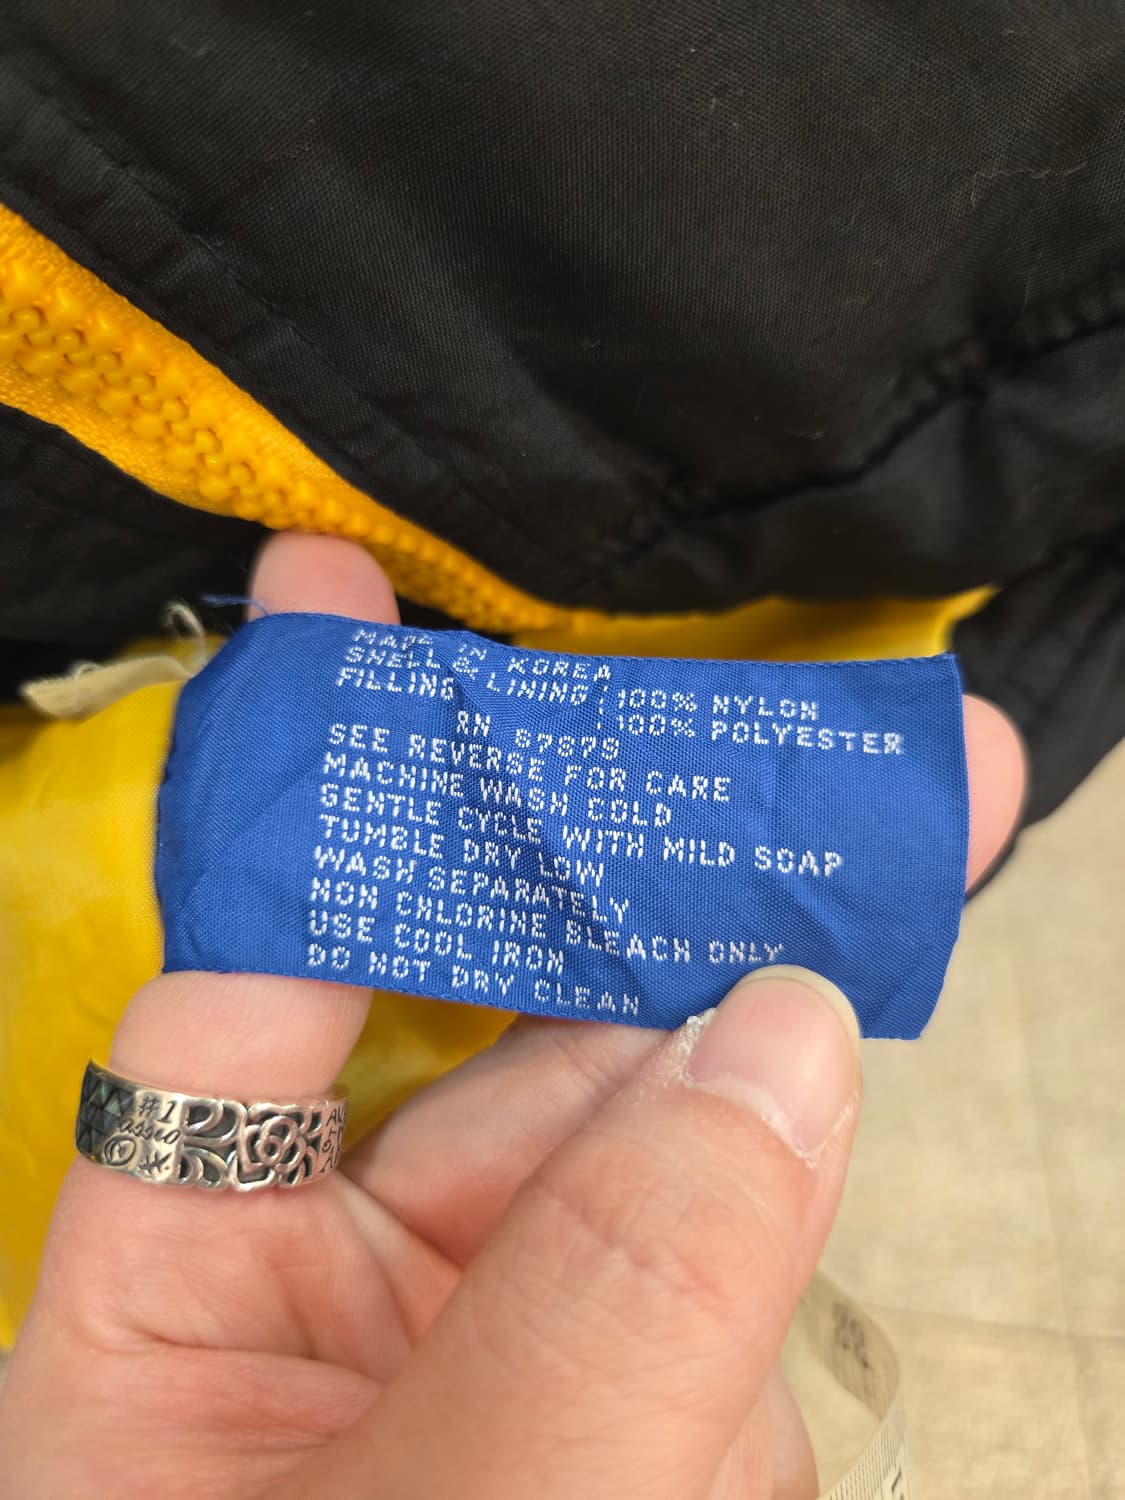 MADE IN KOREA
SHELL & LINING : 100% NYLON
FILLING : 100% POLYESTER
RN 67879
SEE REVERSE FOR CARE
MACHINE WASH COLD
GENTLE CYCLE WITH MILD SOAP
TUMBLE DRY LOW
WASH SEPARATELY
NON CHLORINE BLEACH ONLY
USE COOL IRON
DO NOT DRY CLEAN
#1